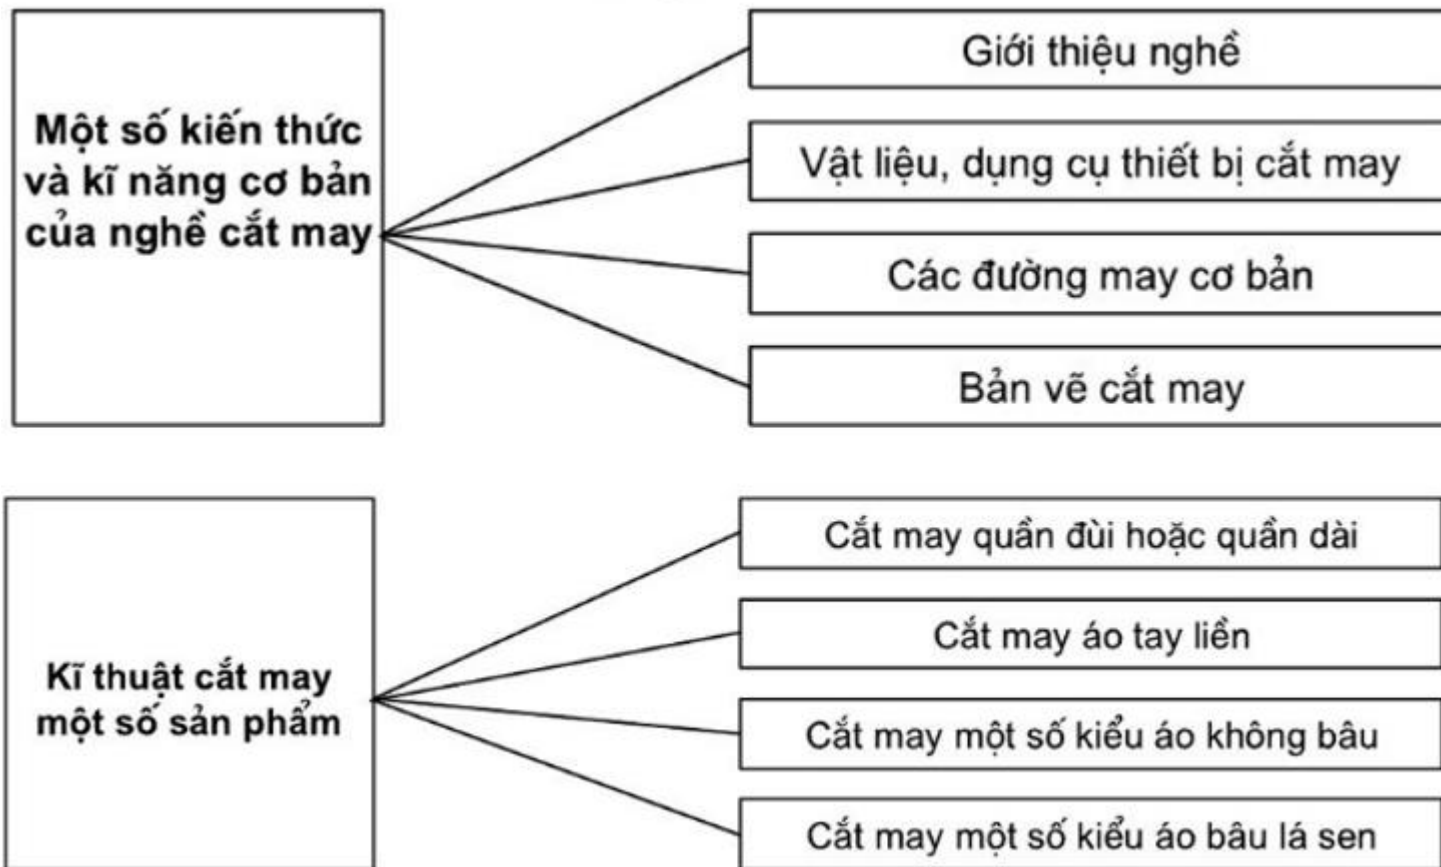 Một số kiến thức
và kĩ năng cơ bản
của nghề cắt may
Giới thiệu nghề
Vật liệu, dụng cụ thiết bị cắt may
Các đường may cơ bản
Bản vẽ cắt may
Kĩ thuật cắt may
một số sản phẩm
Cắt may quần đùi hoặc quần dài
Cắt may áo tay liền
Cắt may một số kiểu áo không bâu
Cắt may một số kiểu áo bâu lá sen